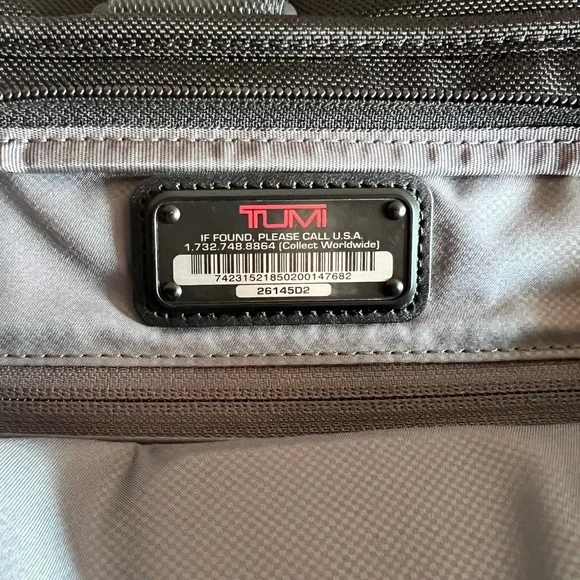 TUMI
IF FOUND, PLEASE CALL U.S.A.
1.732.748.8864 (Collect Worldwide)
74231521850200147682
26145D2